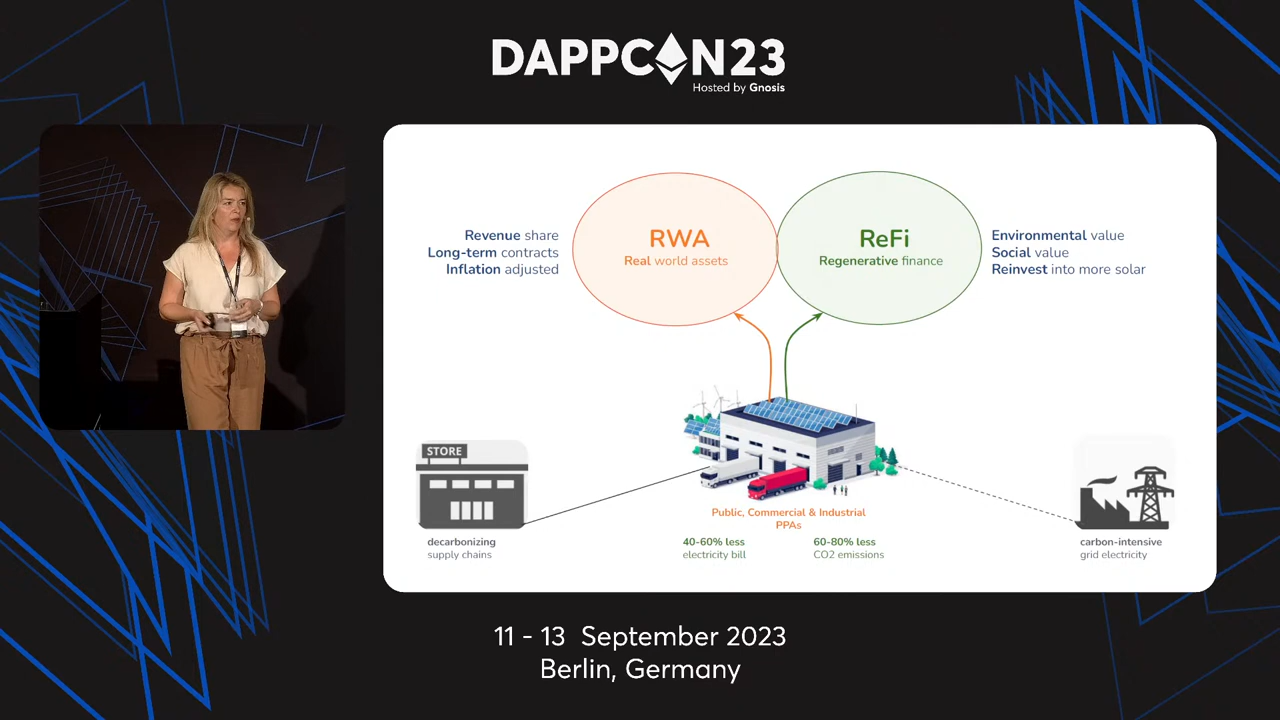 DAPPCON23
Hosted by Gnosis
RWA
Real world assets
ReFi
Regenerative finance
Revenue share
Long-term contracts
Inflation adjusted
Environmental value
Social value
Reinvest into more solar
STORE
decarbonizing
supply chains
Public, Commercial & Industrial
PPAs
40-60% less
electricity bill
60-80% less
CO2 emissions
carbon-intensive
grid electricity
11 - 13 September 2023
Berlin, Germany